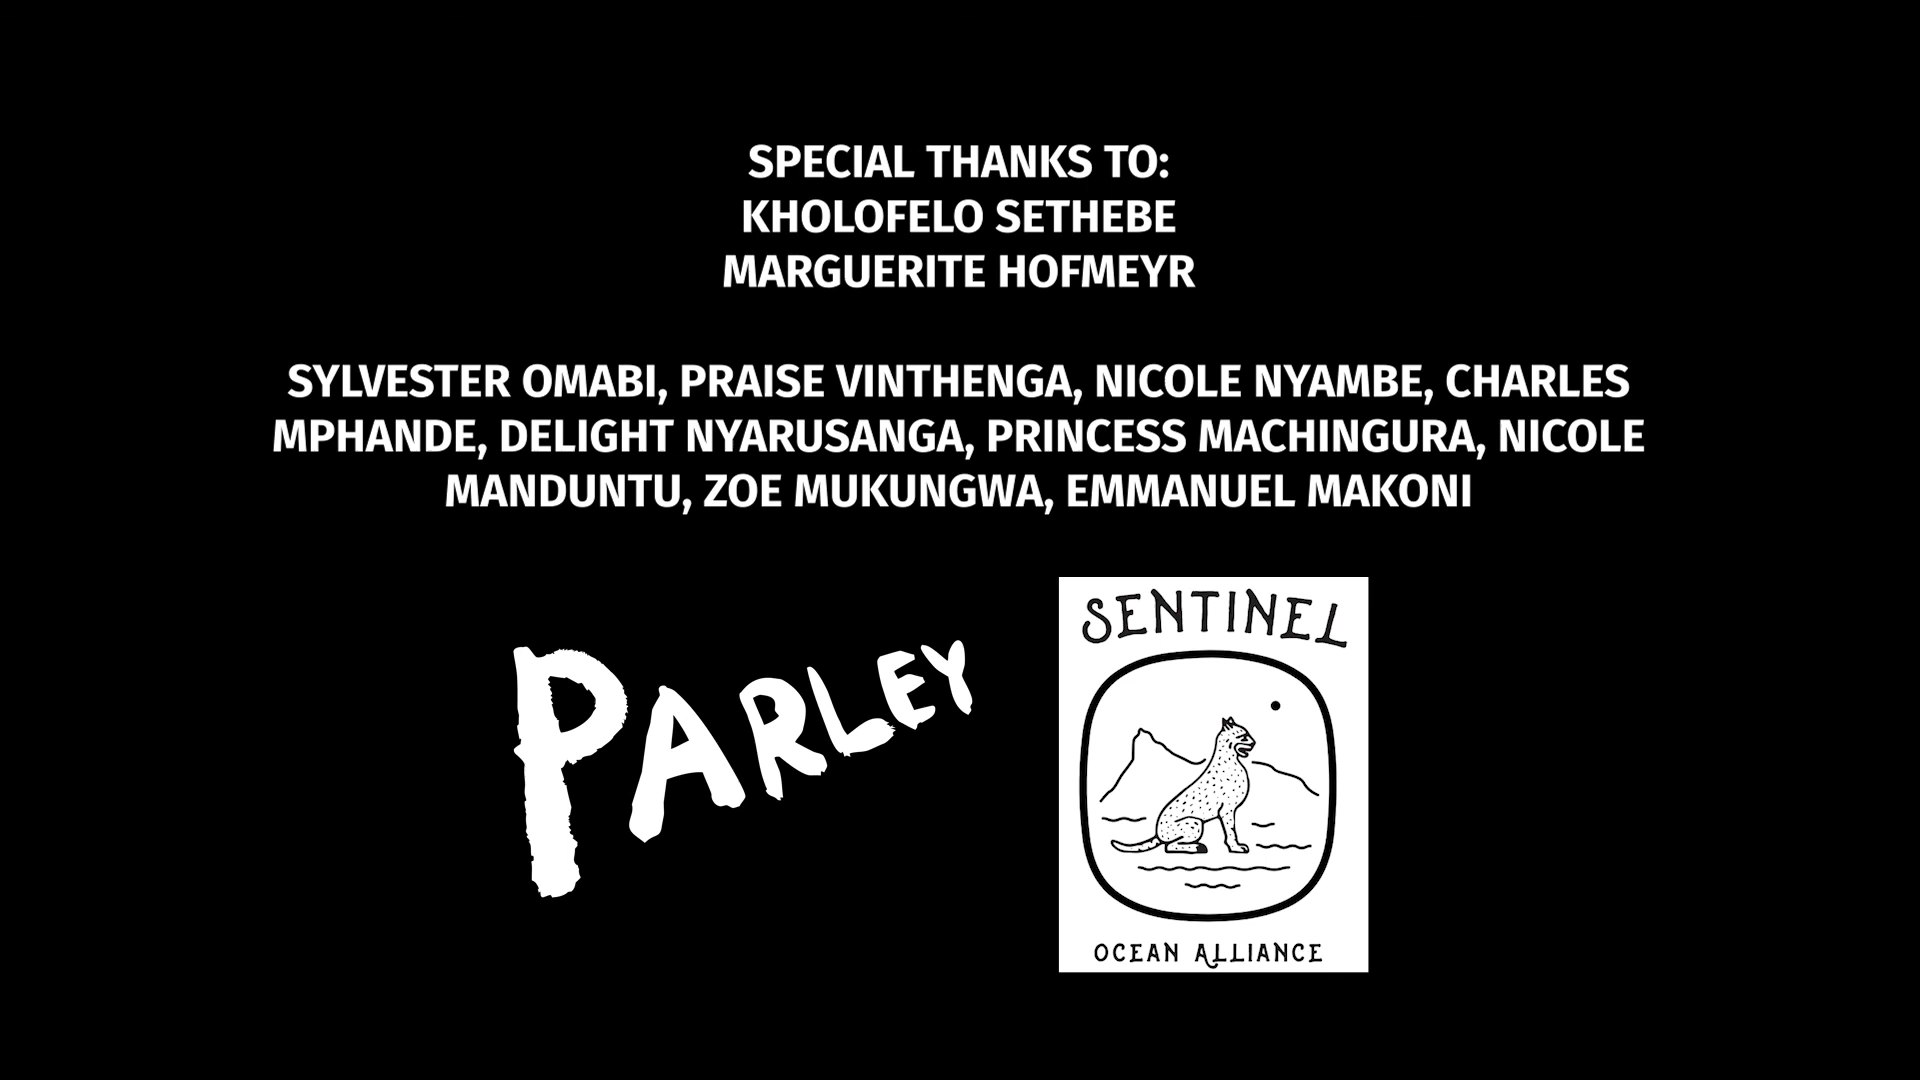 SPECIAL THANKS TO:
KHOLOFELO SETHEBE
MARGUERITE HOFMEYR
SYLVESTER OMABI, PRAISE VINTHENGA, NICOLE NYAMBE, CHARLES
MPHANDE, DELIGHT NYARUSANGA, PRINCESS MACHINGURA, NICOLE
MANDUNTU, ZOE MUKUNGWA, EMMANUEL MAKONI
PARLEY
SENTINEL
OCEAN ALLIANCE